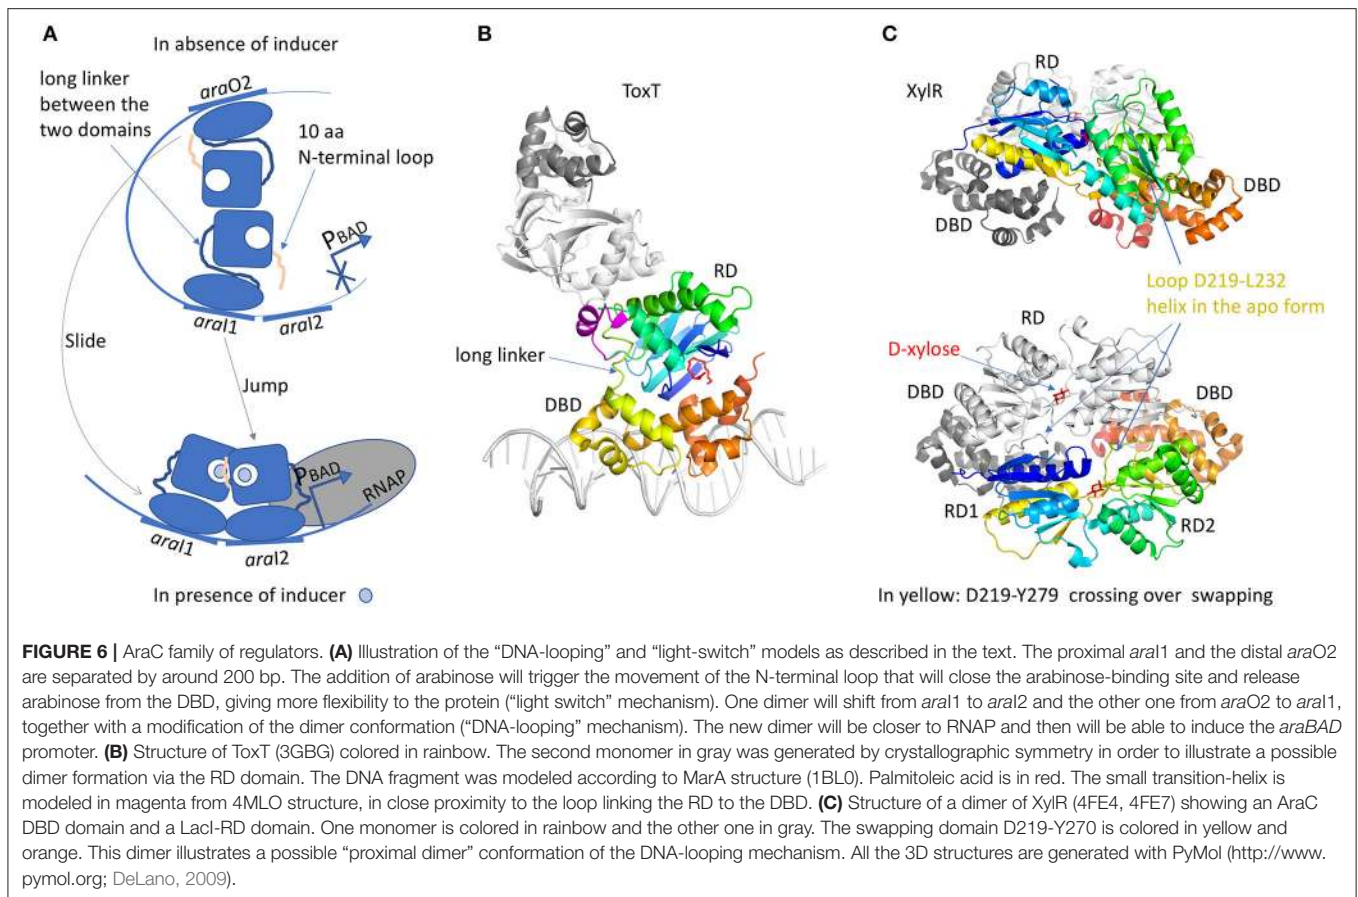 A
In absence of inducer
long linker
between the
two domains
araO2
10 aa
N-terminal loop
PBAD
araI1
araI2
Slide
Jump
PBAD
RNAP
araI1
araI2
In presence of inducer
B
ToxT
RD
long linker
DBD
C
XylR
RD
DBD
DBD
Loop D219-L232
helix in the apo form
RD
D-xylose
DBD
DBD
RD1
RD2
In yellow: D219-Y279 crossing over swapping
FIGURE 6 | AraC family of regulators. (A) Illustration of the “DNA-looping” and “light-switch” models as described in the text. The proximal araI1 and the distal araO2
are separated by around 200 bp. The addition of arabinose will trigger the movement of the N-terminal loop that will close the arabinose-binding site and release
arabinose from the DBD, giving more flexibility to the protein (“light switch” mechanism). One dimer will shift from araI1 to araI2 and the other one from araO2 to araI1,
together with a modification of the dimer conformation (“DNA-looping” mechanism). The new dimer will be closer to RNAP and then will be able to induce the araBAD
promoter. (B) Structure of ToxT (3GBG) colored in rainbow. The second monomer in gray was generated by crystallographic symmetry in order to illustrate a possible
dimer formation via the RD domain. The DNA fragment was modeled according to MarA structure (1BL0). Palmitoleic acid is in red. The small transition-helix is
modeled in magenta from 4MLO structure, in close proximity to the loop linking the RD to the DBD. (C) Structure of a dimer of XylR (4FE4, 4FE7) showing an AraC
DBD domain and a LacI-RD domain. One monomer is colored in rainbow and the other one in gray. The swapping domain D219-Y270 is colored in yellow and
orange. This dimer illustrates a possible “proximal dimer” conformation of the DNA-looping mechanism. All the 3D structures are generated with PyMol (http://www.
pymol.org; DeLano, 2009).